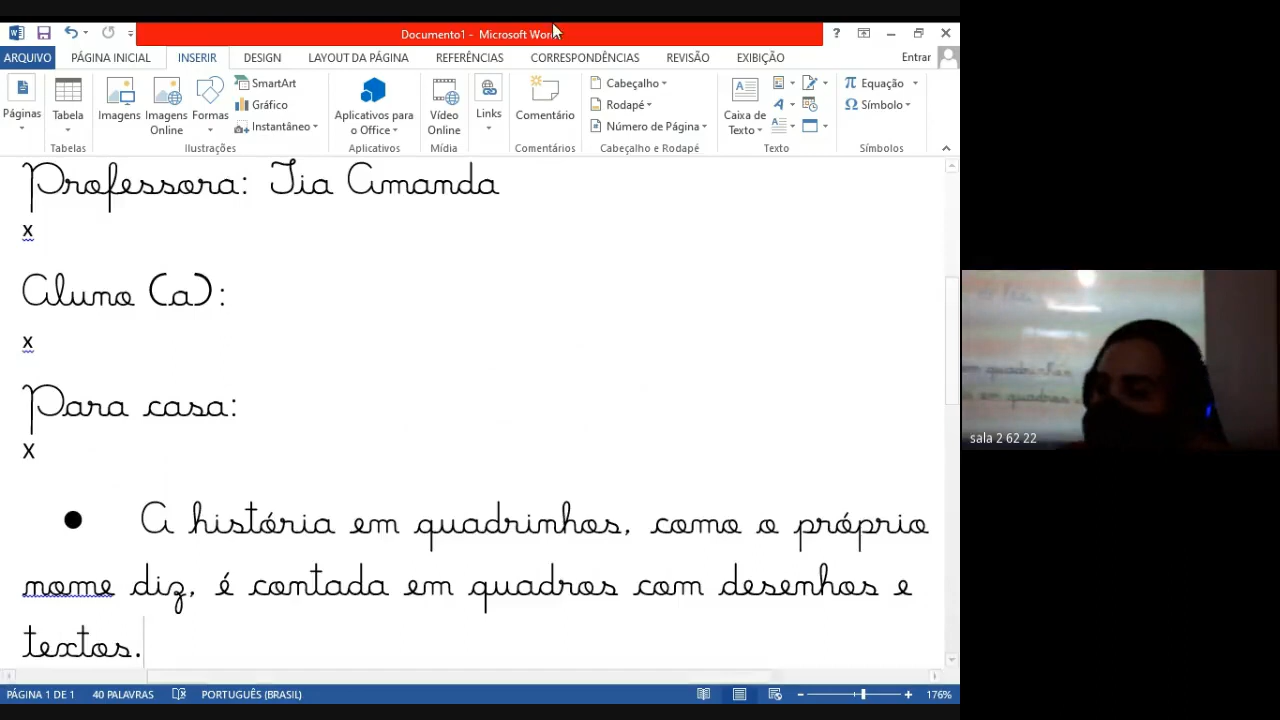 Documento1 - Microsoft Word
?
ARQUIVO PÁGINA INICIAL INSERIR DESIGN LAYOUT DA PÁGINA REFERÊNCIAS CORRESPONDÊNCIAS REVISÃO EXIBIÇÃO Entrar
Páginas
Tabela
Imagens
Imagens Online
Formas
SmartArt
Gráfico
Instantâneo
Aplicativos para o Office
Vídeo Online
Links
Comentário
Cabeçalho
Rodapé
Número de Página
Caixa de Texto
Equação
Símbolo
Tabelas Ilustrações Aplicativos Mídia Comentários Cabeçalho e Rodapé Texto Símbolos
Professora: Tia Amanda
x
Aluno (a):
x
Para casa:
X
● A história em quadrinhos, como o próprio
nome diz, é contada em quadros com desenhos e
textos.
PÁGINA 1 DE 1 40 PALAVRAS PORTUGUÊS (BRASIL) 176%
em quadrinhos
em quadros
sala 2 62 22